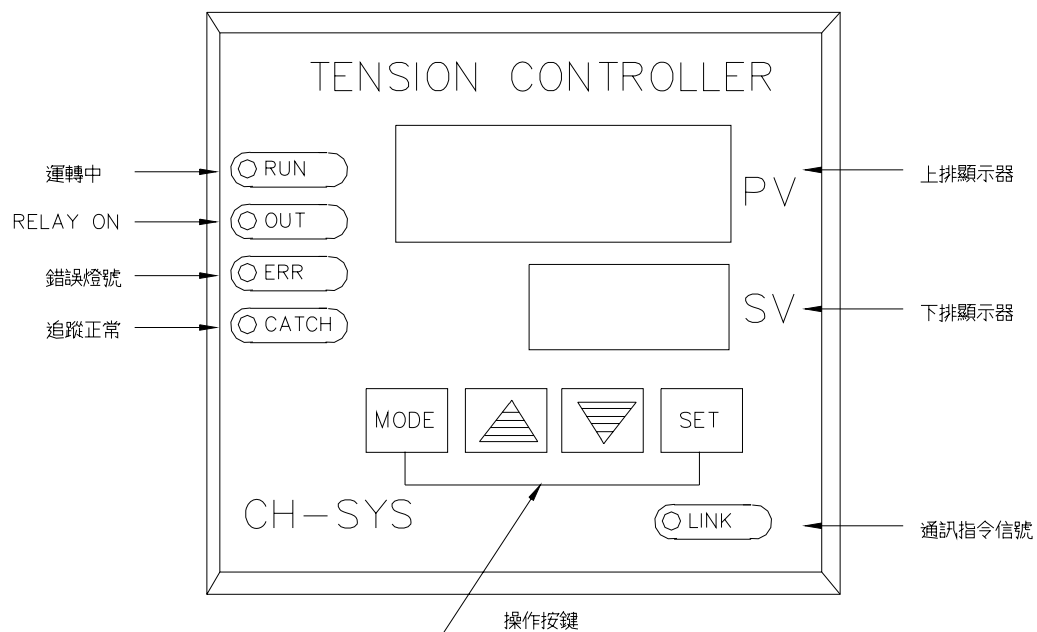 TENSION CONTROLLER
運轉中
RUN
PV
上排顯示器
RELAY ON
OUT
錯誤燈號
ERR
追蹤正常
CATCH
SV
下排顯示器
MODE
SET
CH-SYS
LINK
通訊指令信號
操作按鍵